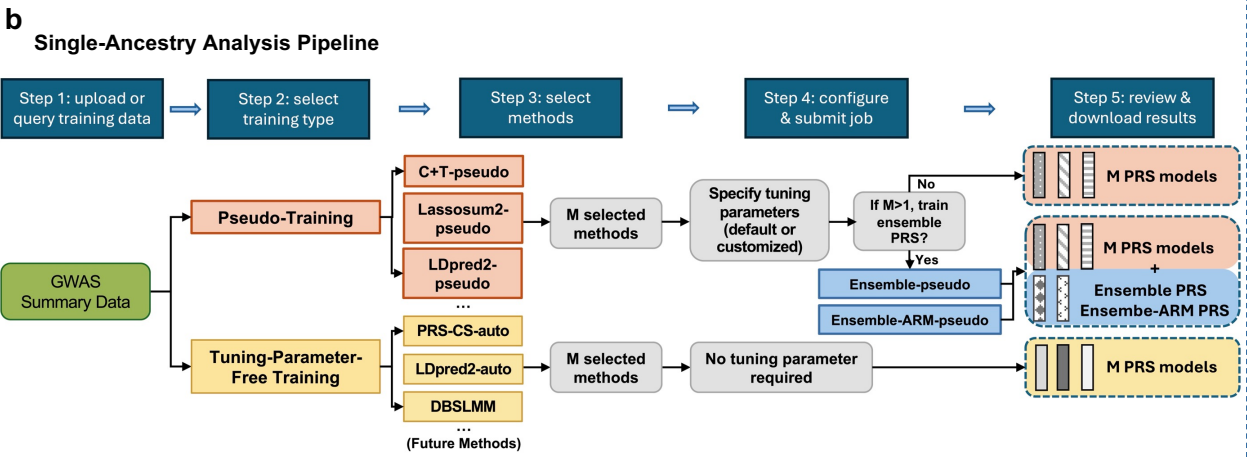 b
Single-Ancestry Analysis Pipeline
Step 1: upload or
query training data
Step 2: select
training type
Step 3: select
methods
Step 4: configure
& submit job
Step 5: review &
download results
GWAS
Summary Data
Pseudo-Training
C+T-pseudo
Lassosum2-
pseudo
LDpred2-
pseudo
...
M selected
methods
Specify tuning
parameters
(default or
customized)
If M>1, train
ensemble
PRS?
No
Yes
Ensemble-pseudo
Ensemble-ARM-pseudo
M PRS models
M PRS models
+
Ensemble PRS
Ensembe-ARM PRS
Tuning-Parameter-
Free Training
PRS-CS-auto
LDpred2-auto
DBSLMM
...
(Future Methods)
M selected
methods
No tuning parameter
required
M PRS models